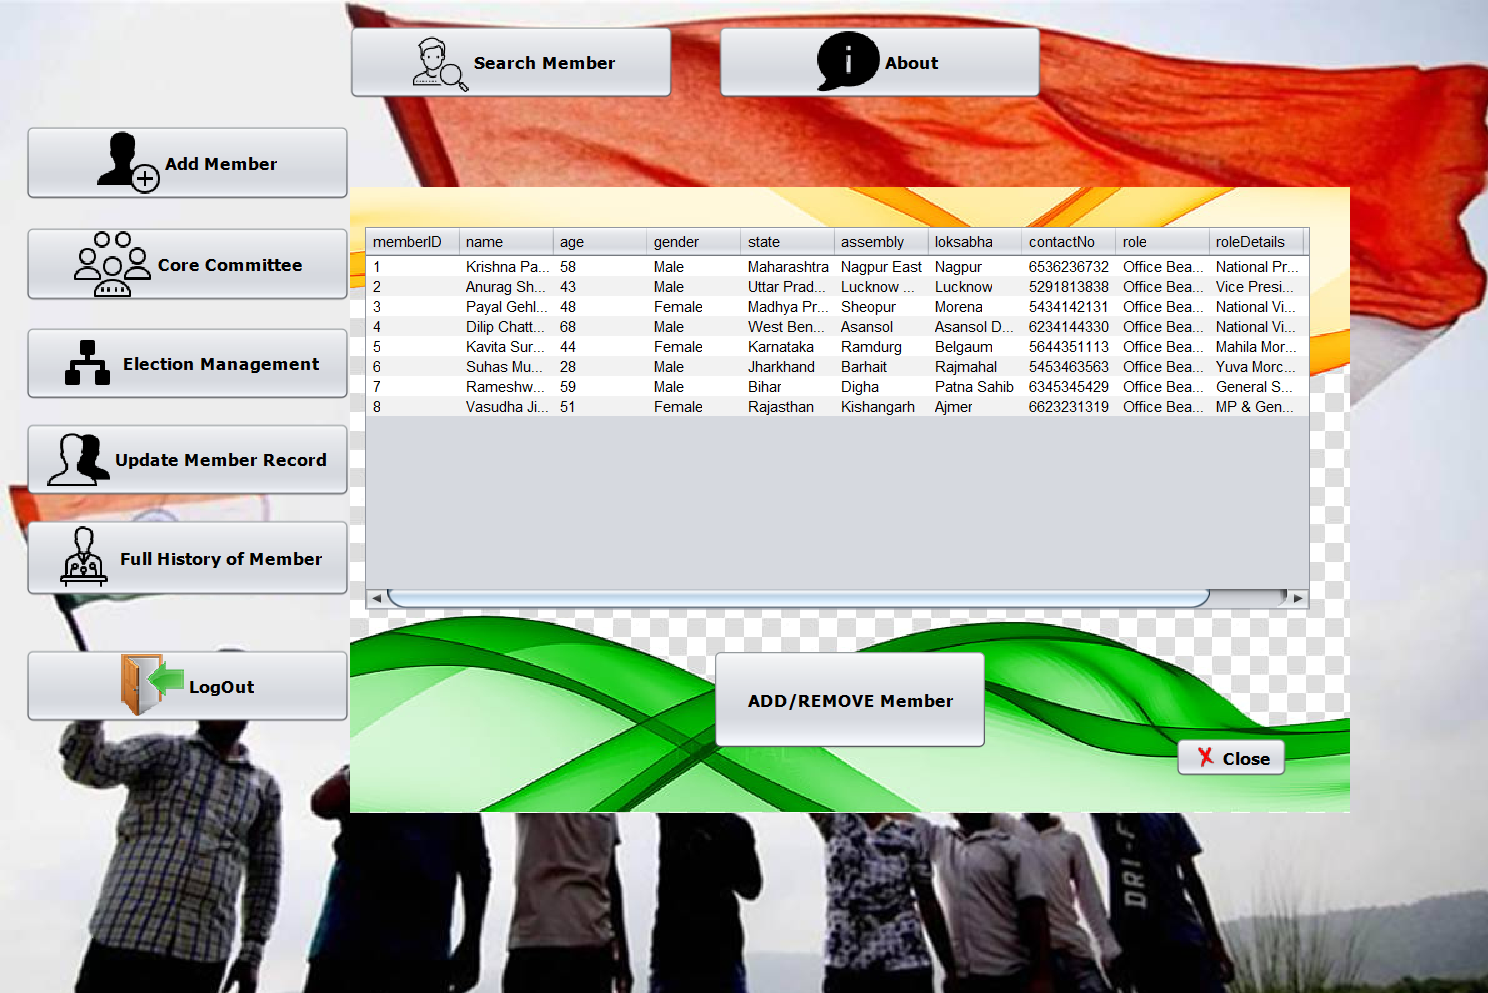 Search Member
About
Add Member
Core Committee
Election Management
Update Member Record
Full History of Member
LogOut
memberID name age gender state assembly loksabha contactNo role roleDetails
1 Krishna Pa... 58 Male Maharashtra Nagpur East Nagpur 6536236732 Office Bea... National Pr...
2 Anurag Sh... 43 Male Uttar Prad... Lucknow ... Lucknow 5291813838 Office Bea... Vice Presi...
3 Payal Gehl... 48 Female Madhya Pr... Sheopur Morena 5434142131 Office Bea... National Vi...
4 Dilip Chatt... 68 Male West Ben... Asansol Asansol D... 6234144330 Office Bea... National Vi...
5 Kavita Sur... 44 Female Karnataka Ramdurg Belgaum 5644351113 Office Bea... Mahila Mor...
6 Suhas Mu... 28 Male Jharkhand Barhait Rajmahal 5453463563 Office Bea... Yuva Morc...
7 Rameshw... 59 Male Bihar Digha Patna Sahib 6345345429 Office Bea... General S...
8 Vasudha Ji... 51 Female Rajasthan Kishangarh Ajmer 6623231319 Office Bea... MP & Gen...
ADD/REMOVE Member
Close